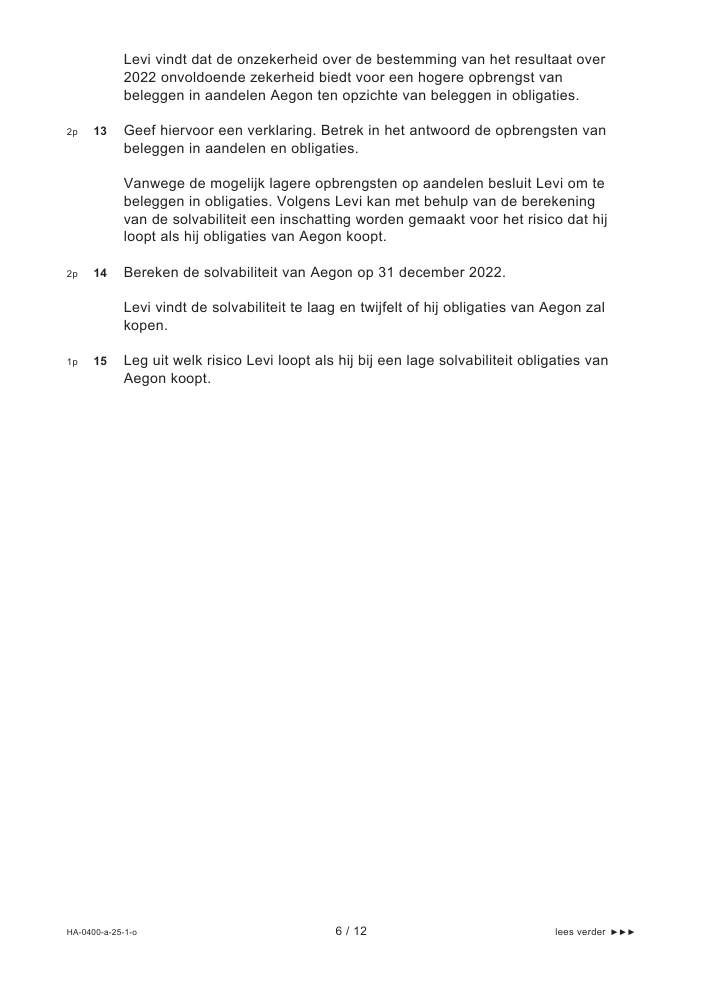 Levi vindt dat de onzekerheid over de bestemming van het resultaat over
2022 onvoldoende zekerheid biedt voor een hogere opbrengst van
beleggen in aandelen Aegon ten opzichte van beleggen in obligaties.
2p 13 Geef hiervoor een verklaring. Betrek in het antwoord de opbrengsten van
beleggen in aandelen en obligaties.
Vanwege de mogelijk lagere opbrengsten op aandelen besluit Levi om te
beleggen in obligaties. Volgens Levi kan met behulp van de berekening
van de solvabiliteit een inschatting worden gemaakt voor het risico dat hij
loopt als hij obligaties van Aegon koopt.
2p 14 Bereken de solvabiliteit van Aegon op 31 december 2022.
Levi vindt de solvabiliteit te laag en twijfelt of hij obligaties van Aegon zal
kopen.
1p 15 Leg uit welk risico Levi loopt als hij bij een lage solvabiliteit obligaties van
Aegon koopt.
HA-0400-a-25-1-o 6 / 12 lees verder ►►►